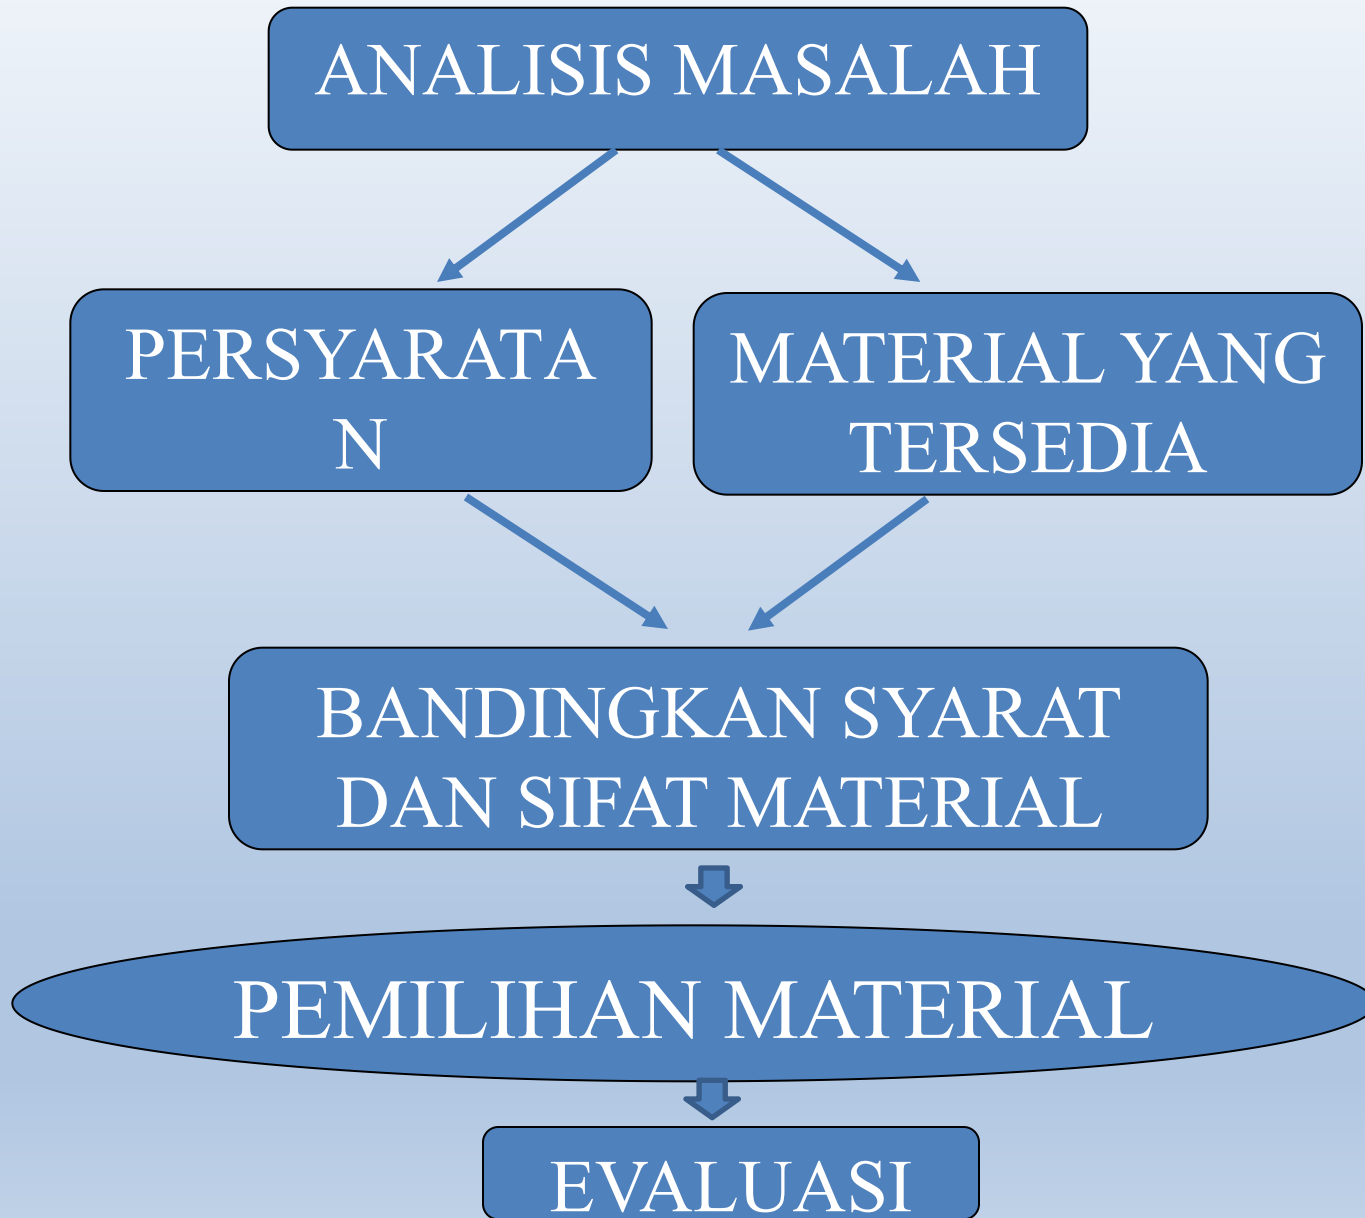 ANALISIS MASALAH
PERSYARATA
N
MATERIAL YANG
TERSEDIA
BANDINGKAN SYARAT
DAN SIFAT MATERIAL
PEMILIHAN MATERIAL
EVALUASI